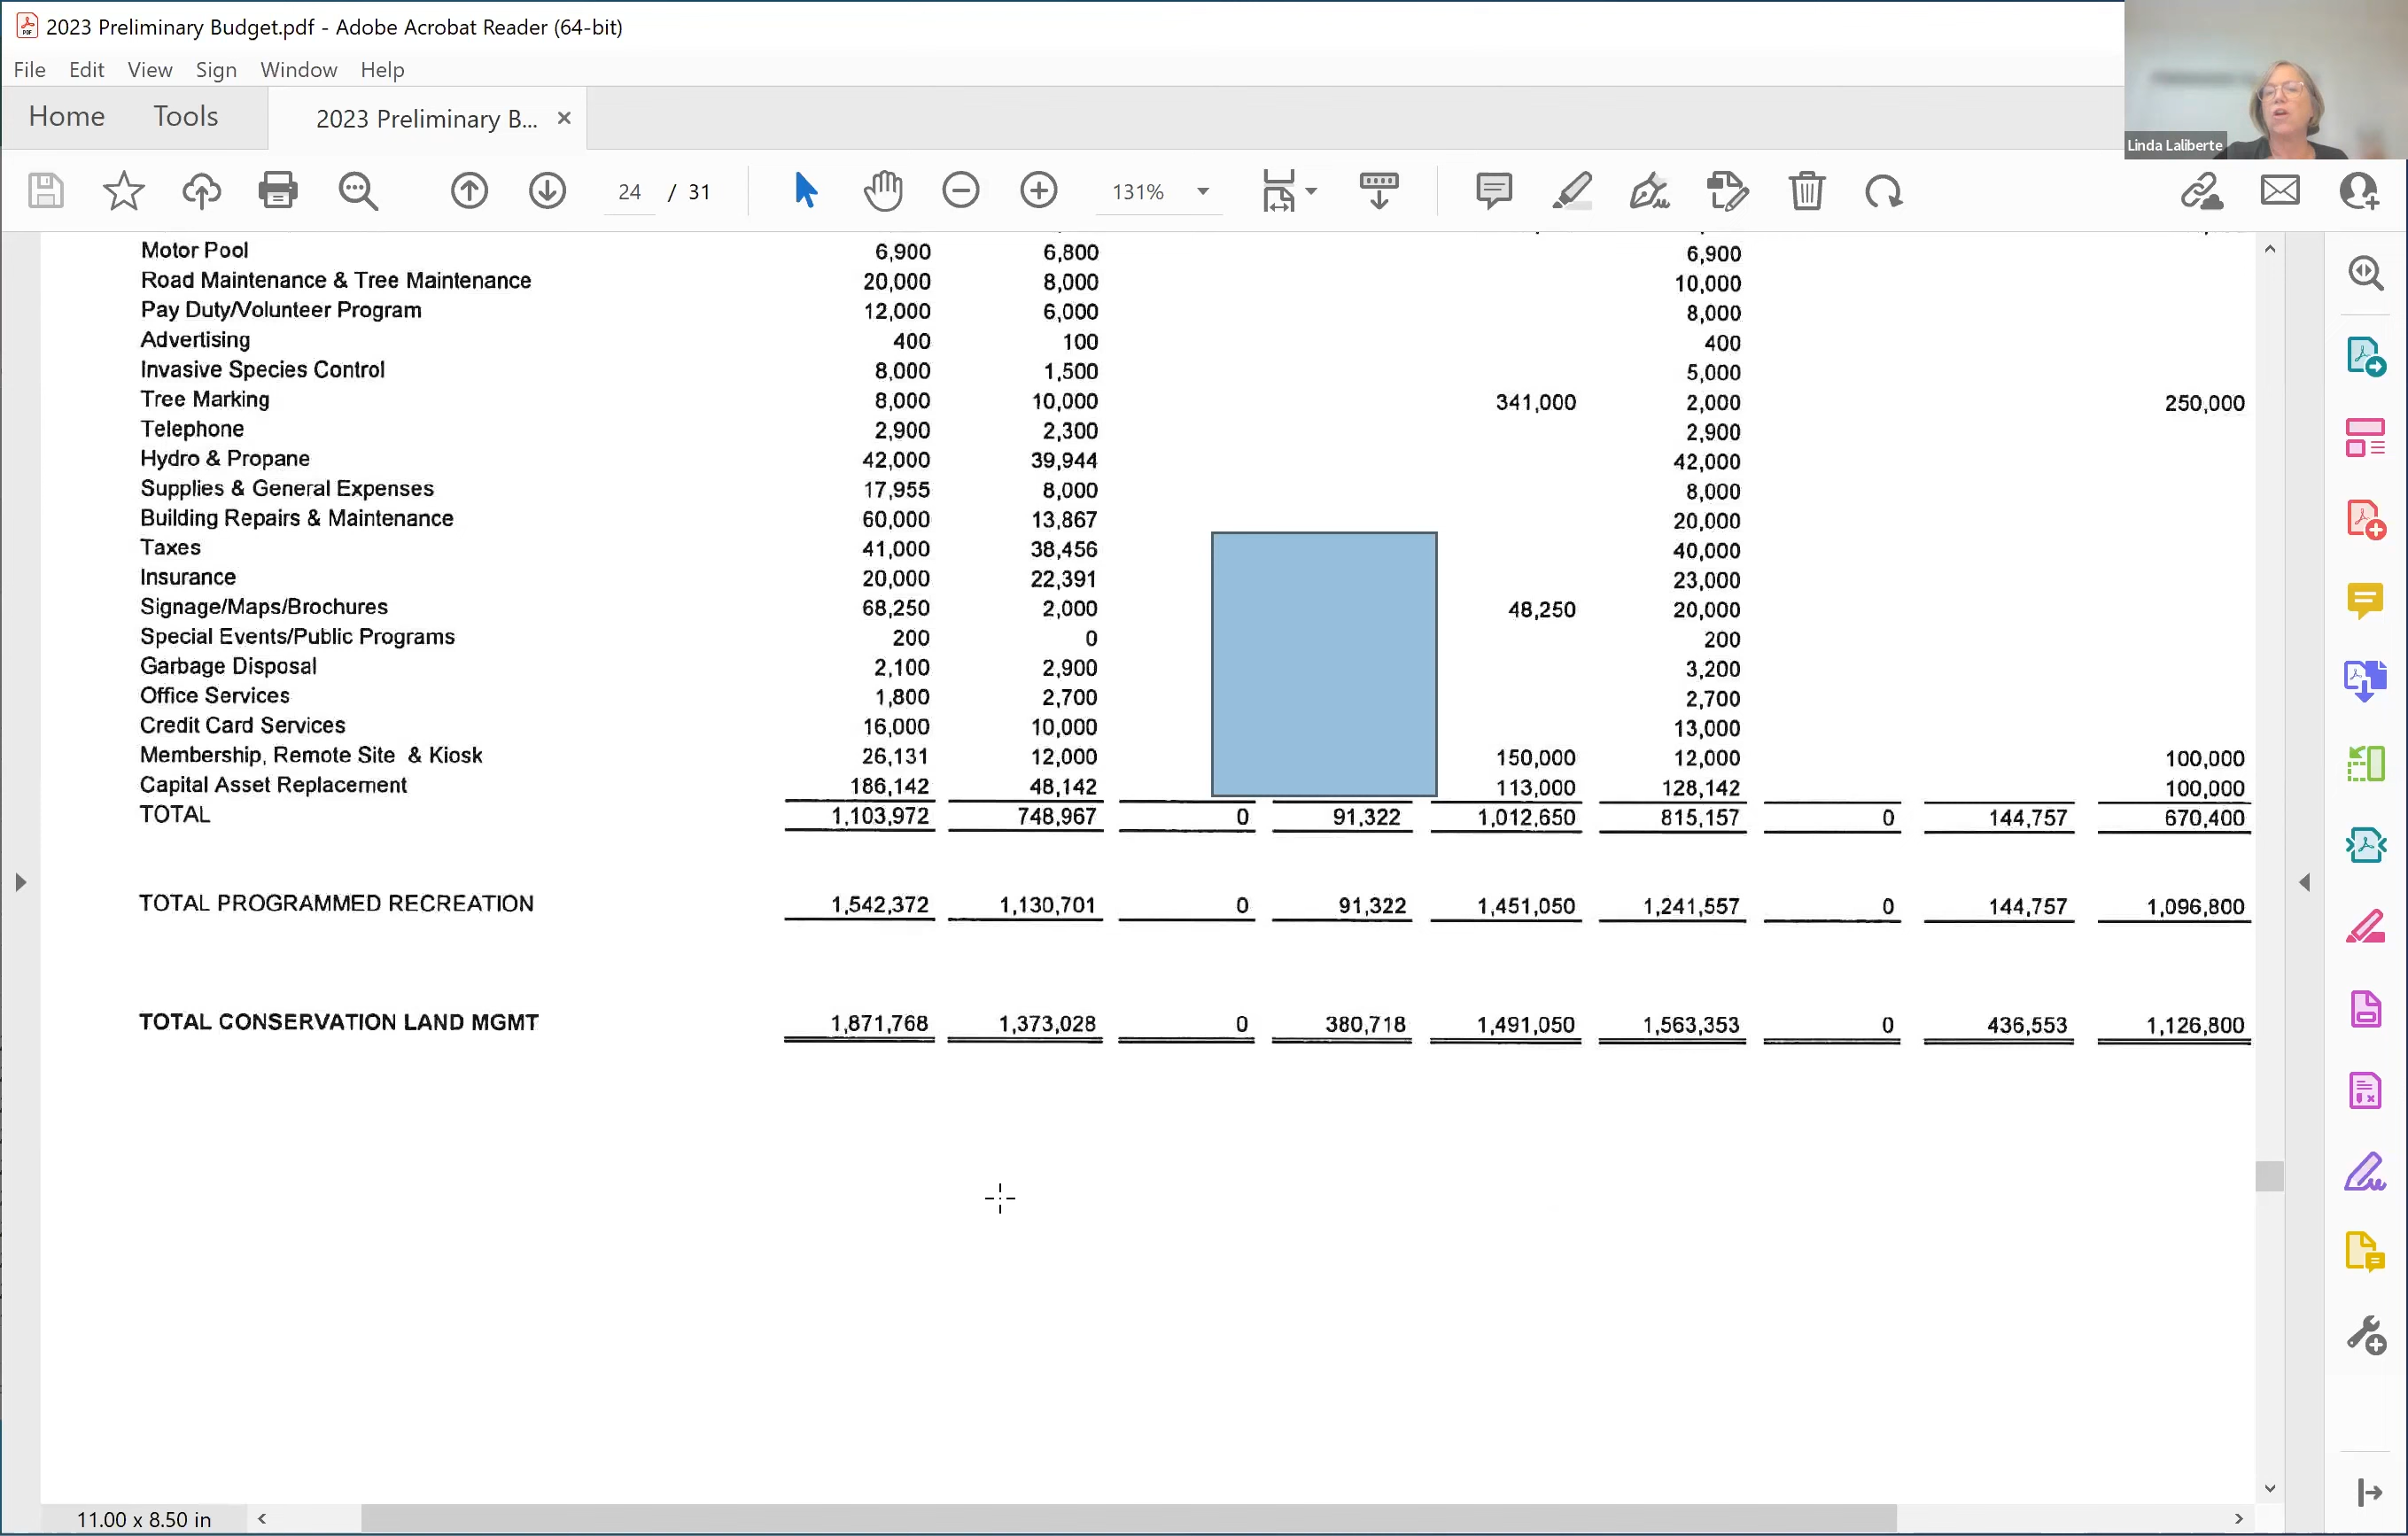 2023 Preliminary Budget.pdf - Adobe Acrobat Reader (64-bit)
File Edit View Sign Window Help
Home Tools 2023 Preliminary B... ×
24 / 31 131%
Linda Laliberte
Motor Pool 6,900 6,800 6,900
Road Maintenance & Tree Maintenance 20,000 8,000 10,000
Pay Duty/Volunteer Program 12,000 6,000 8,000
Advertising 400 100 400
Invasive Species Control 8,000 1,500 5,000
Tree Marking 8,000 10,000 341,000 2,000 250,000
Telephone 2,900 2,300 2,900
Hydro & Propane 42,000 39,944 42,000
Supplies & General Expenses 17,955 8,000 8,000
Building Repairs & Maintenance 60,000 13,867 20,000
Taxes 41,000 38,456 40,000
Insurance 20,000 22,391 23,000
Signage/Maps/Brochures 68,250 2,000 48,250 20,000
Special Events/Public Programs 200 0 200
Garbage Disposal 2,100 2,900 3,200
Office Services 1,800 2,700 2,700
Credit Card Services 16,000 10,000 13,000
Membership, Remote Site & Kiosk 26,131 12,000 150,000 12,000 100,000
Capital Asset Replacement 186,142 48,142 113,000 128,142 100,000
TOTAL 1,103,972 748,967 0 91,322 1,012,650 815,157 0 144,757 670,400
TOTAL PROGRAMMED RECREATION 1,542,372 1,130,701 0 91,322 1,451,050 1,241,557 0 144,757 1,096,800
TOTAL CONSERVATION LAND MGMT 1,871,768 1,373,028 0 380,718 1,491,050 1,563,353 0 436,553 1,126,800
11.00 x 8.50 in